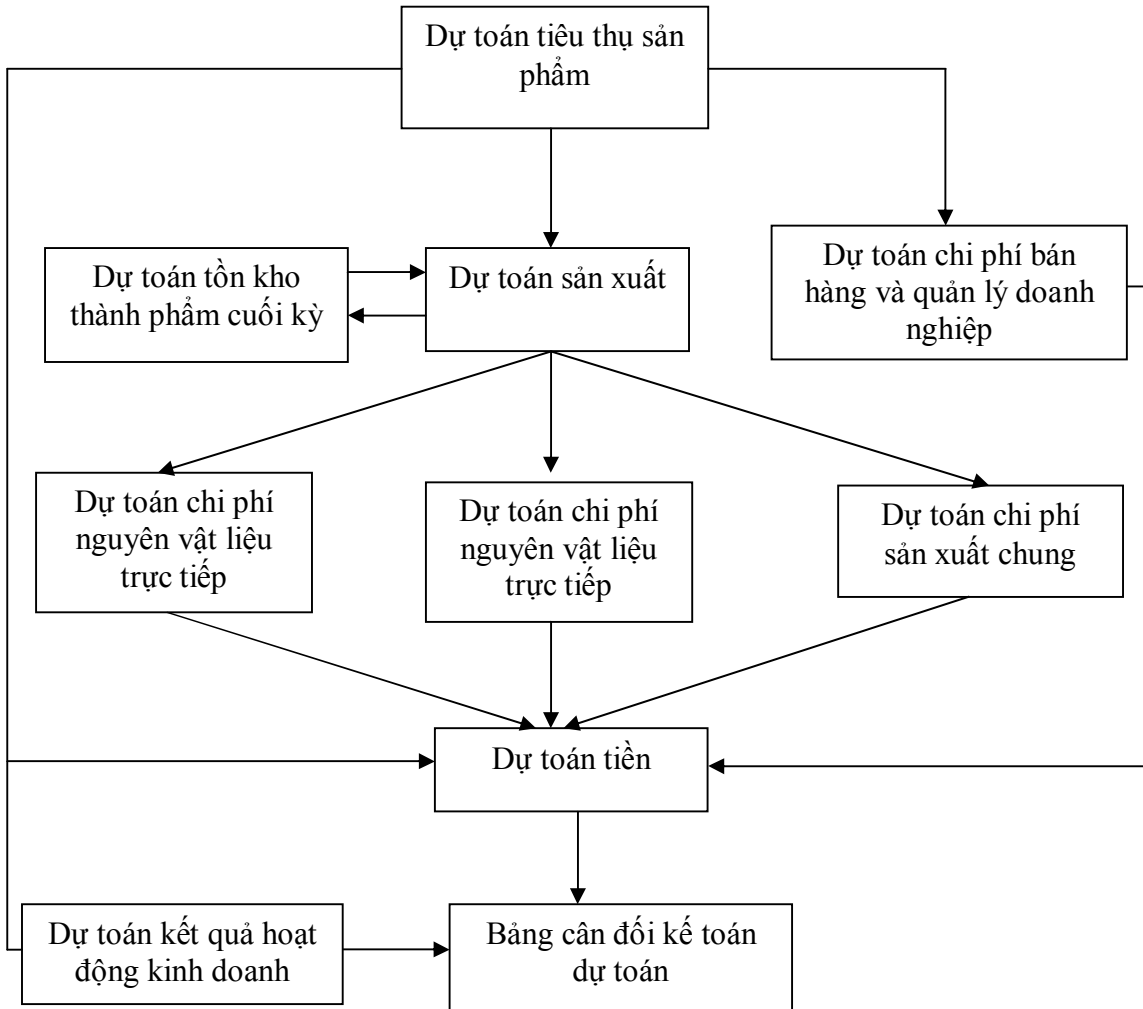 Dự toán tiêu thụ sản
phẩm
Dự toán tồn kho
thành phẩm cuối kỳ
Dự toán sản xuất
Dự toán chi phí bán
hàng và quản lý doanh
nghiệp
Dự toán chi phí
nguyên vật liệu
trực tiếp
Dự toán chi phí
nguyên vật liệu
trực tiếp
Dự toán chi phí
sản xuất chung
Dự toán tiền
Dự toán kết quả hoạt
động kinh doanh
Bảng cân đối kế toán
dự toán